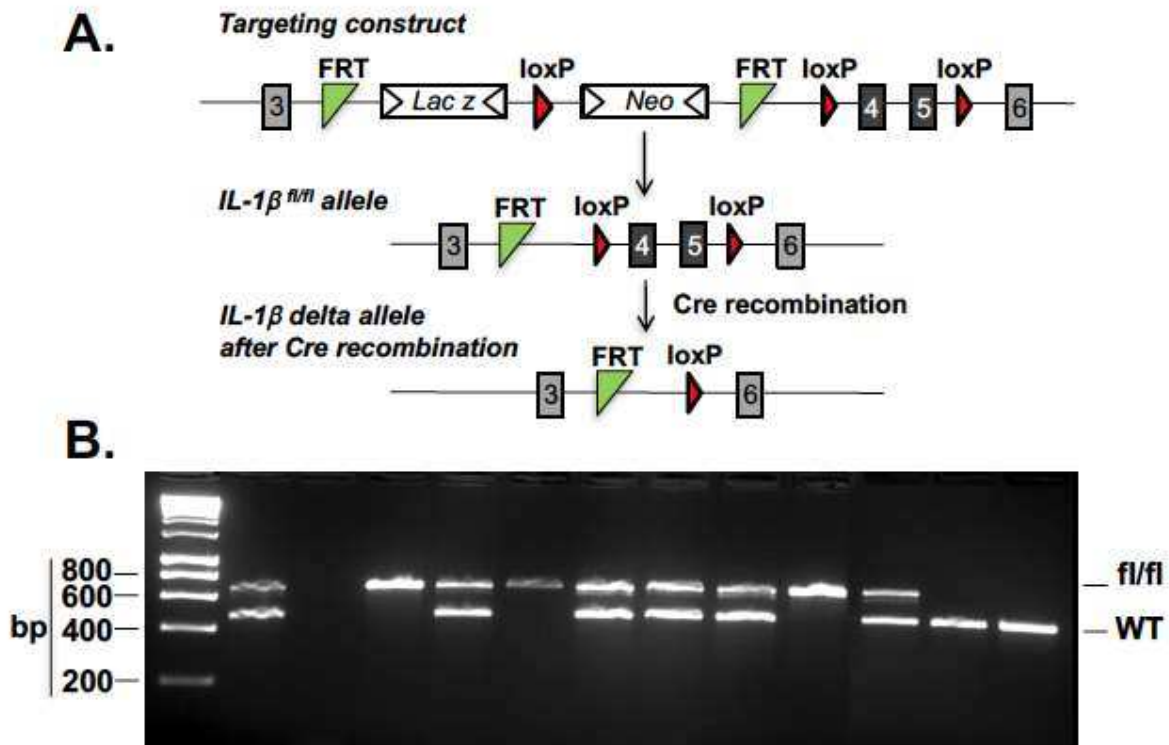 A.
Targeting construct
FRT loxP FRT loxP loxP
3 Lac z Neo 4 5 6
IL-1β fl/fl allele
FRT loxP loxP
3 4 5 6
Cre recombination
IL-1β delta allele
after Cre recombination
FRT loxP
3 6
B.
800
600
bp
400
200
fl/fl
WT